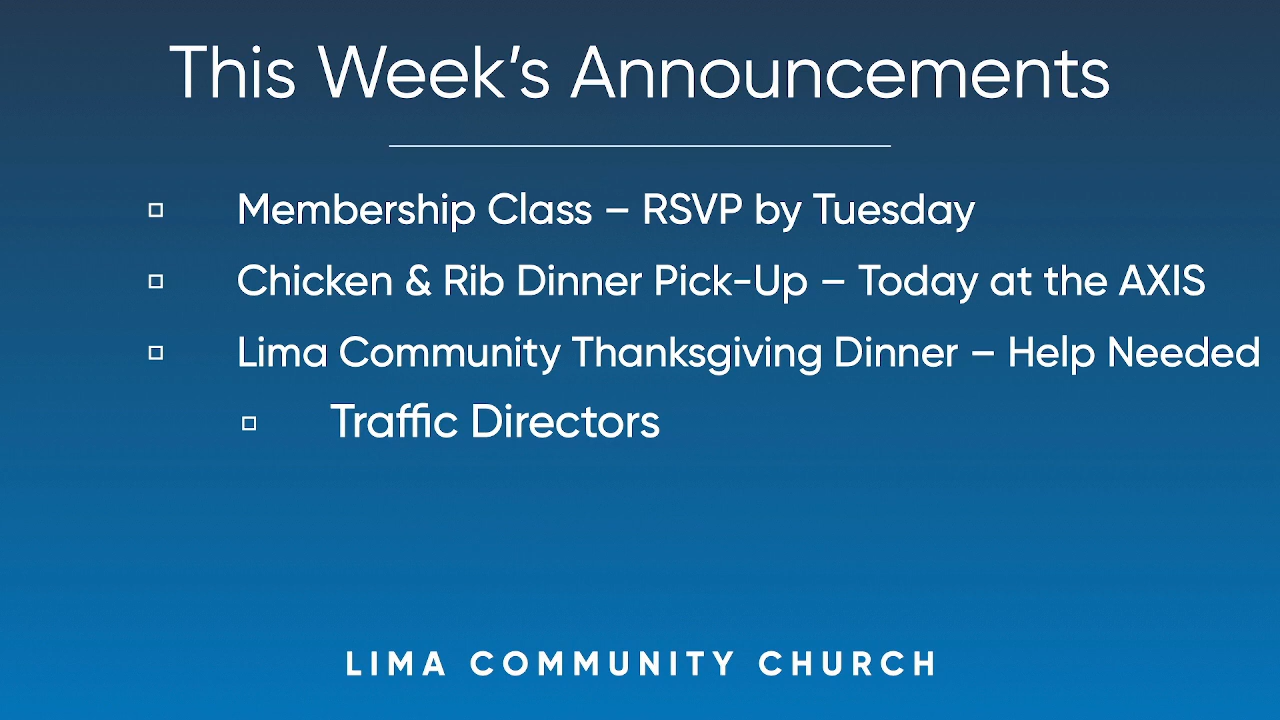 This Week’s Announcements
▫ Membership Class – RSVP by Tuesday
▫ Chicken & Rib Dinner Pick-Up – Today at the AXIS
▫ Lima Community Thanksgiving Dinner – Help Needed
▫ Traffic Directors
LIMA COMMUNITY CHURCH